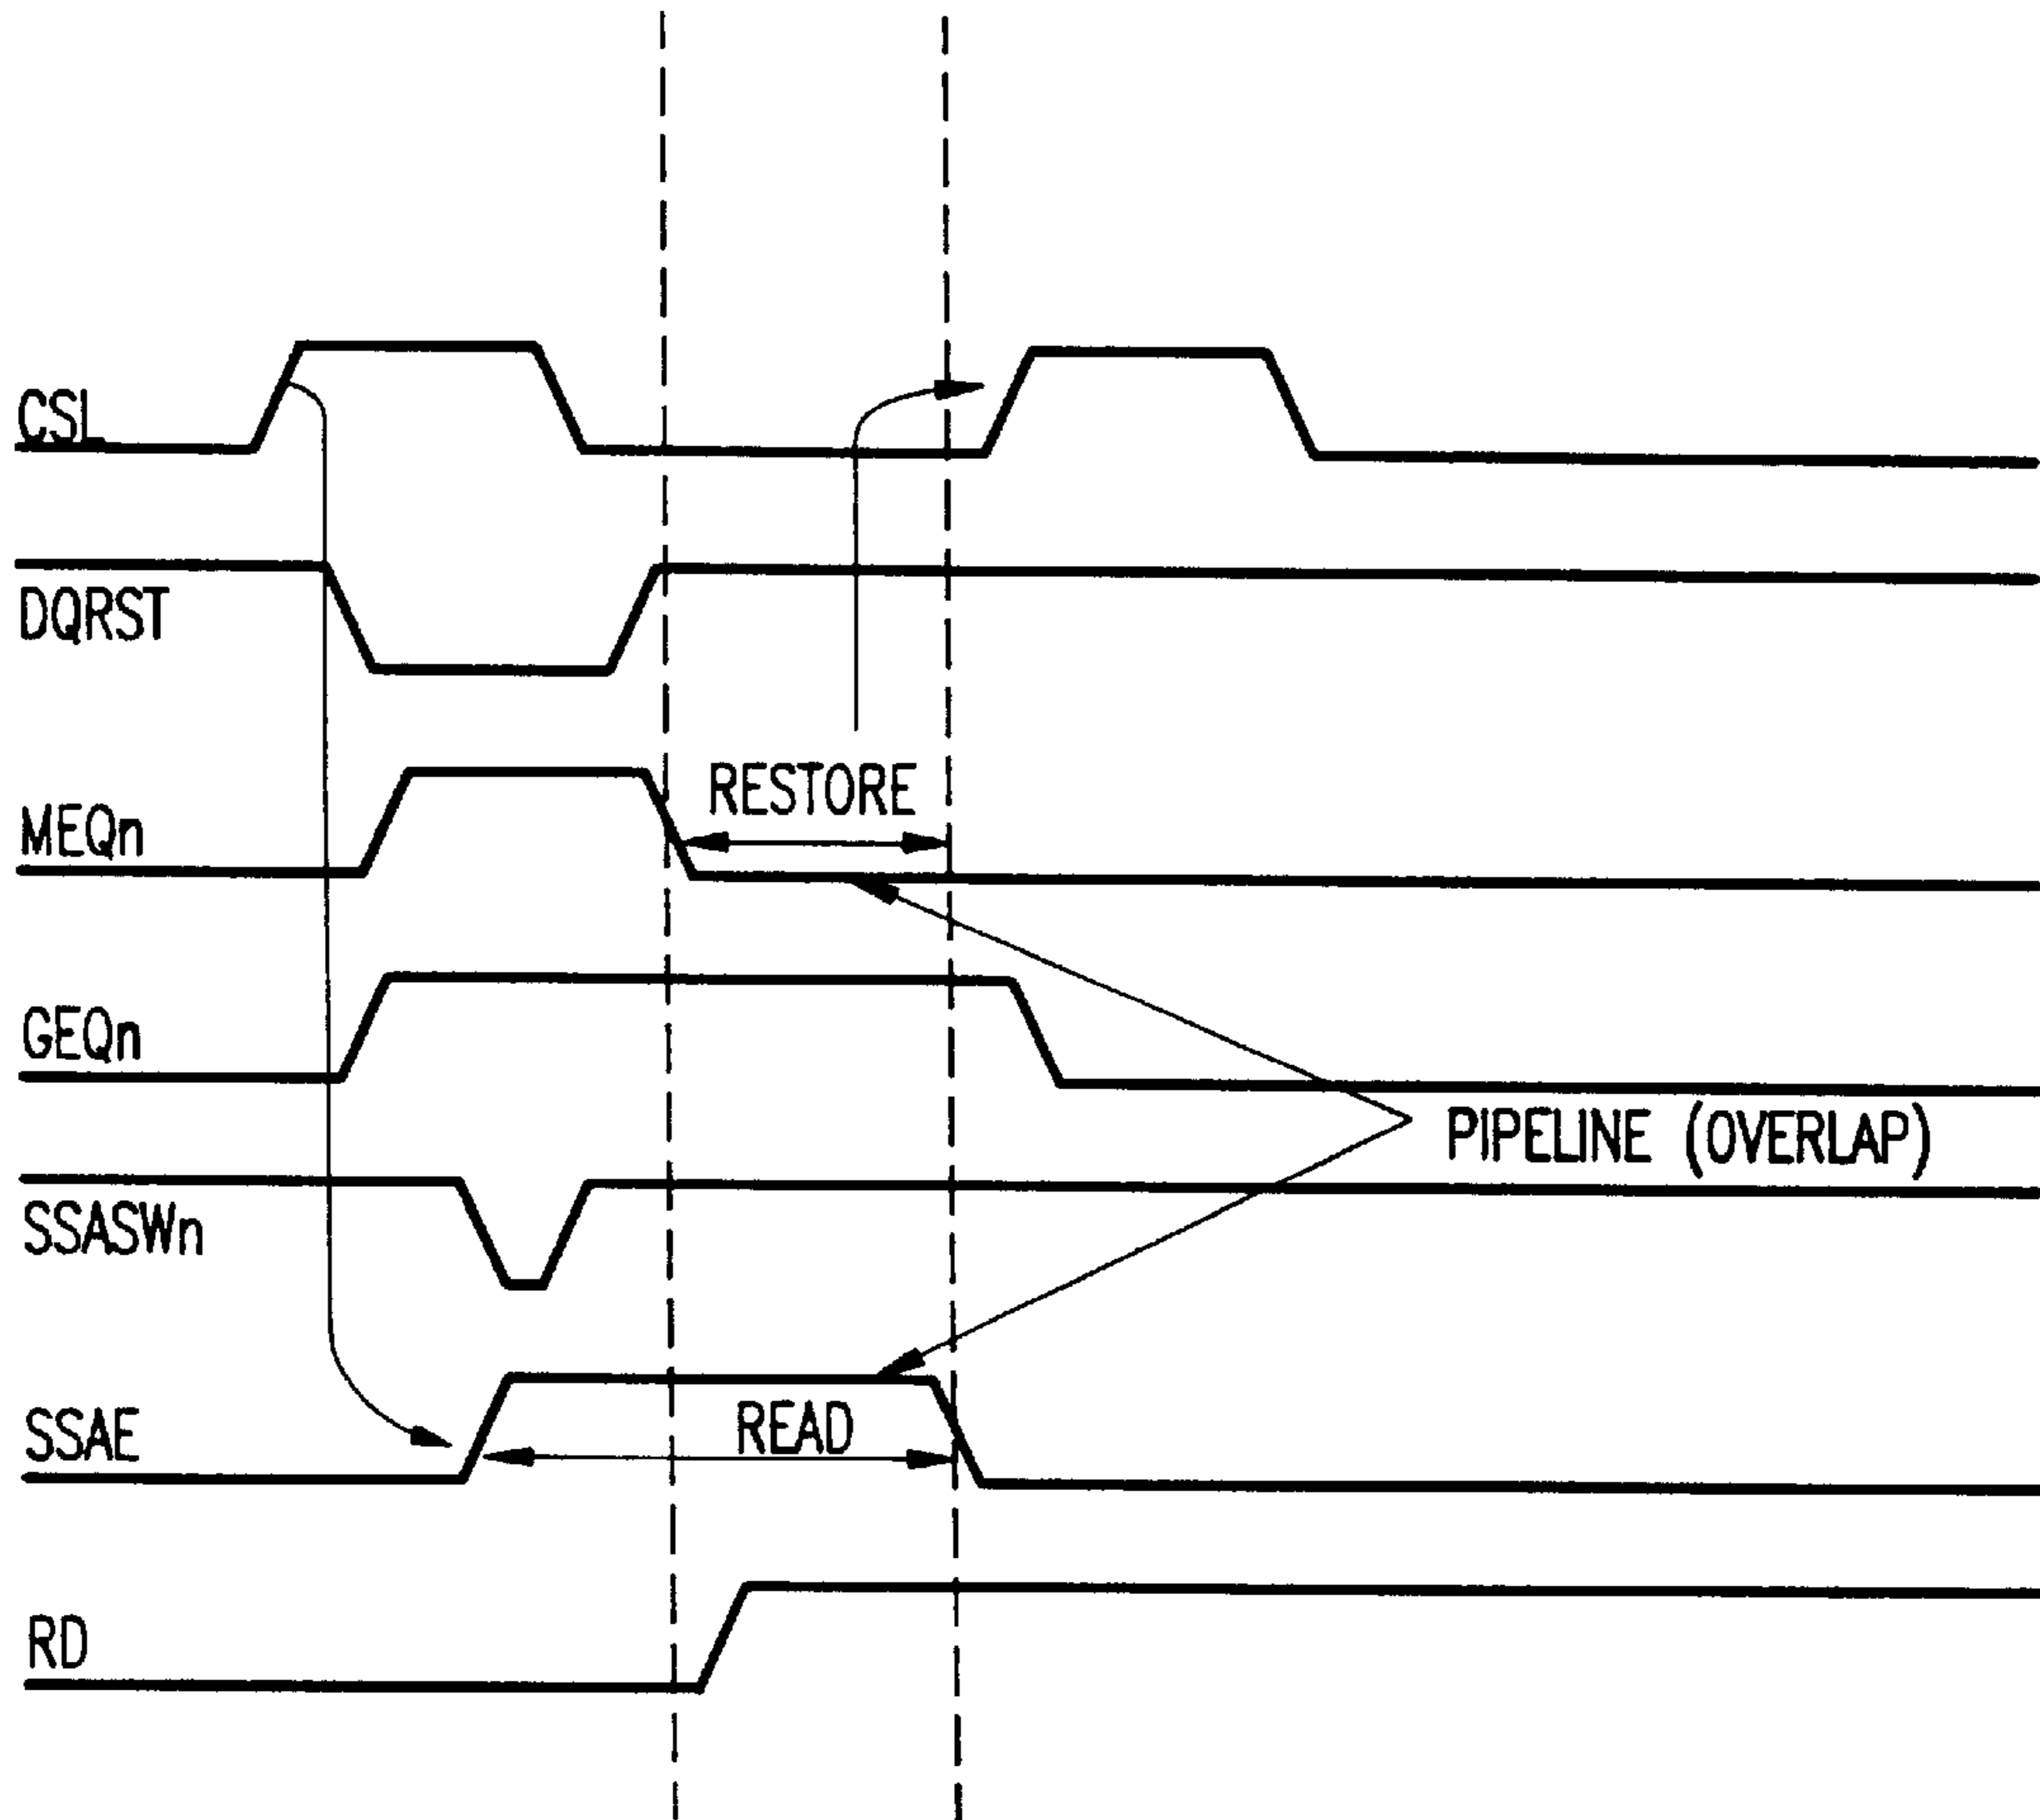 CSL
DQRST
RESTORE
MEQn
GEQn
PIPELINE (OVERLAP)
SSASWn
READ
SSAE
RD